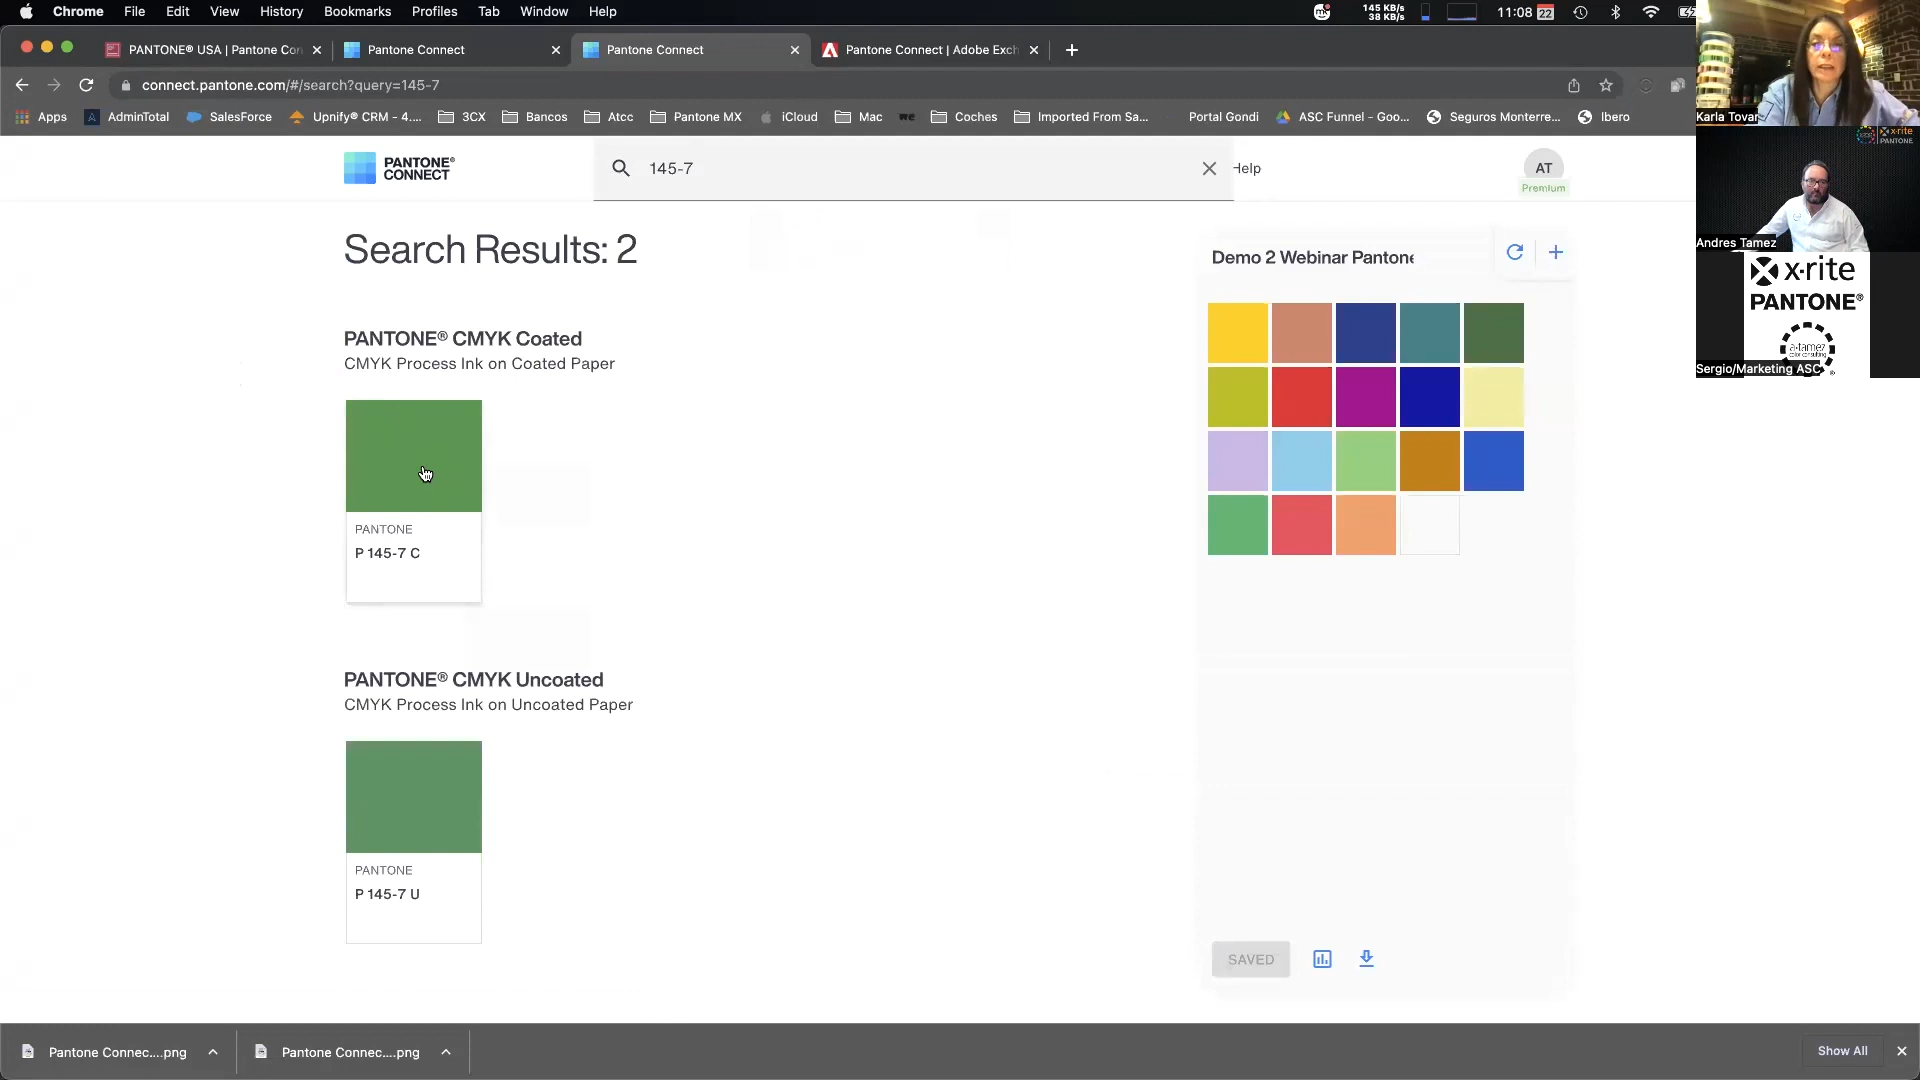 Chrome File Edit View History Bookmarks Profiles Tab Window Help
145 KB/s
38 KB/s
11:08 22
PANTONE® USA | Pantone Con
Pantone Connect
Pantone Connect
Pantone Connect | Adobe Exch
connect.pantone.com/#/search?query=145-7
Apps AdminTotal SalesForce Upnify® CRM - 4.... 3CX Bancos Atcc Pantone MX iCloud Mac Coches Imported From Sa... Portal Gondi ASC Funnel - Goo... Seguros Monterre... Ibero
PANTONE®
CONNECT
145-7
Help
AT
Premium
Search Results: 2
PANTONE® CMYK Coated
CMYK Process Ink on Coated Paper
PANTONE
P 145-7 C
PANTONE® CMYK Uncoated
CMYK Process Ink on Uncoated Paper
PANTONE
P 145-7 U
Demo 2 Webinar Pantone
SAVED
Karla Tovar
x-rite
PANTONE
Andres Tamez
x-rite
PANTONE®
a·tamez
color consulting
Sergio/Marketing ASC
Pantone Connec....png
Pantone Connec....png
Show All